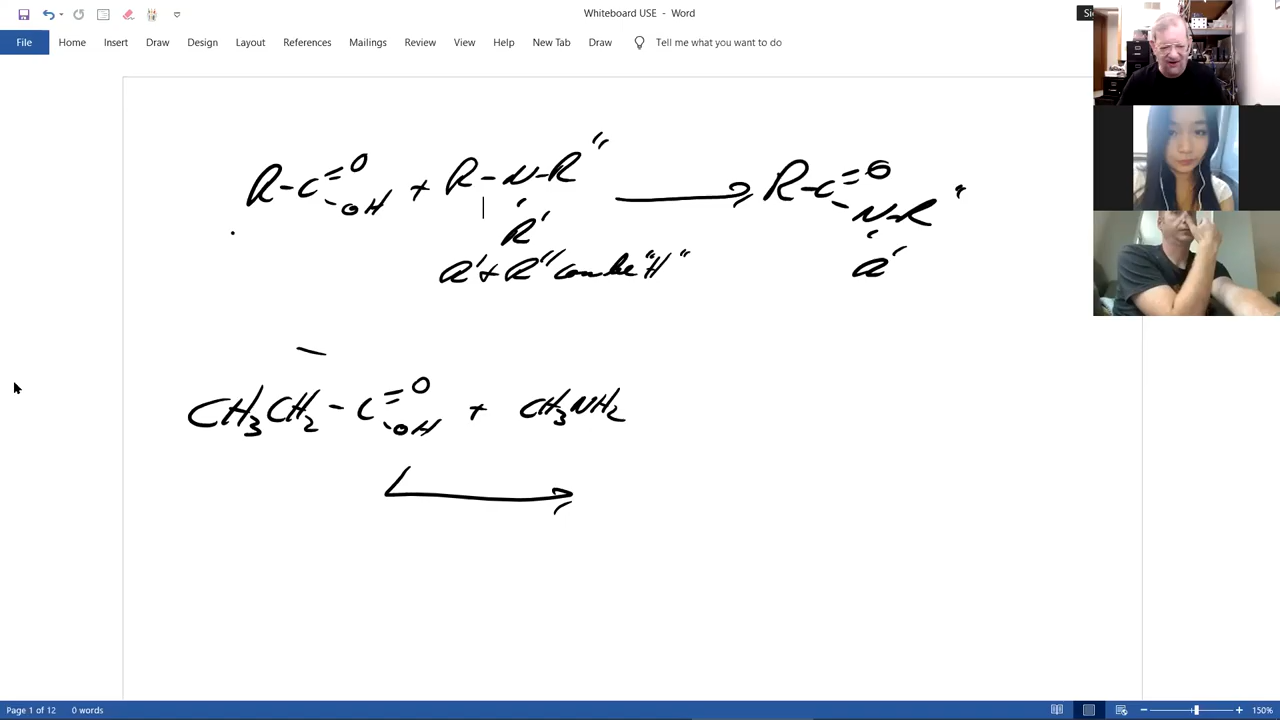 Whiteboard USE - Word
File Home Insert Draw Design Layout References Mailings Review View Help New Tab Draw Tell me what you want to do
R-C=O -OH + R-N-R" R' → R-C=O N-R" R'
R' + R" can be "H"
CH3CH2-C=O -OH + CH3NH2
→
Page 1 of 12 0 words 150%